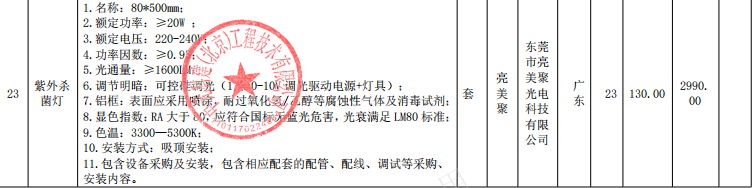 23
紫外杀
菌灯
1.名称：80*500mm；
2.额定功率：≥20W ；
3.额定电压：220-240V；
4.功率因数：≥0.9
5.光通量：≥1600LM
6.调节明暗：可控硅调光（1 10-10V 调光驱动电源+灯具）；
7.铝框：表面应采用喷涂，耐过氧化氢/乙醇等腐蚀性气体及消毒试剂；
8.显色指数：RA 大于 80，应符合国标无蓝光危害，光衰满足 LM80 标准；
9.色温：3300—5300K；
10.安装方式：吸顶安装；
11.包含设备采购及安装，包含相应配套的配管、配线、调试等采购、
安装内容。
套
亮
美
聚
东莞
市亮
美聚
光电
科技
有限
公司
广
东
23
130.00
2990.
00
（北京）工程技术有限